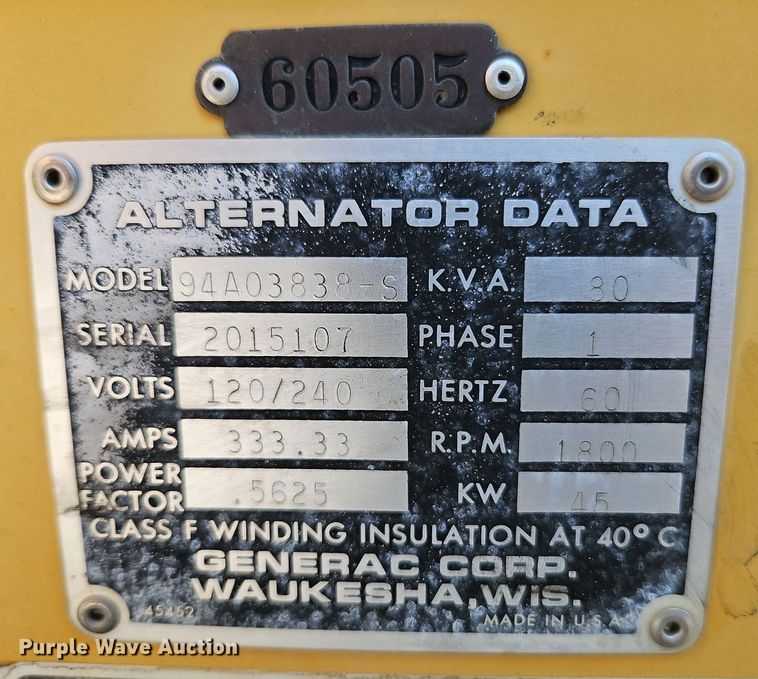 60505
ALTERNATOR DATA
MODEL 94A03838-S K.V.A. 80
SERIAL 2015107 PHASE 1
VOLTS 120/240 HERTZ 60
AMPS 333.33 R.P.M. 1800
POWER FACTOR .5625 KW 45
CLASS F WINDING INSULATION AT 40° C
GENERAC CORP.
WAUKESHA, WIS.
45452 MADE IN U.S.A.
Purple Wave Auction